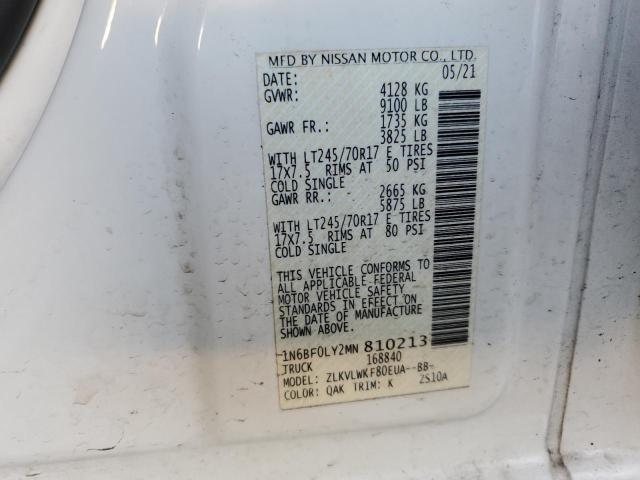 MFD BY NISSAN MOTOR CO., LTD.
DATE: 05/21
GVWR: 4128 KG
9100 LB
GAWR FR.: 1735 KG
3825 LB
WITH LT245/70R17 E TIRES
17X7.5 RIMS AT 50 PSI
COLD SINGLE
GAWR RR.: 2665 KG
5875 LB
WITH LT245/70R17 E TIRES
17X7.5 RIMS AT 80 PSI
COLD SINGLE
THIS VEHICLE CONFORMS TO
ALL APPLICABLE FEDERAL
MOTOR VEHICLE SAFETY
STANDARDS IN EFFECT ON
THE DATE OF MANUFACTURE
SHOWN ABOVE.
1N6BF0LY2MN 810213
TRUCK 168840
MODEL: ZLKVLWKF80EUA--BB-
COLOR: QAK TRIM: K 2S10A